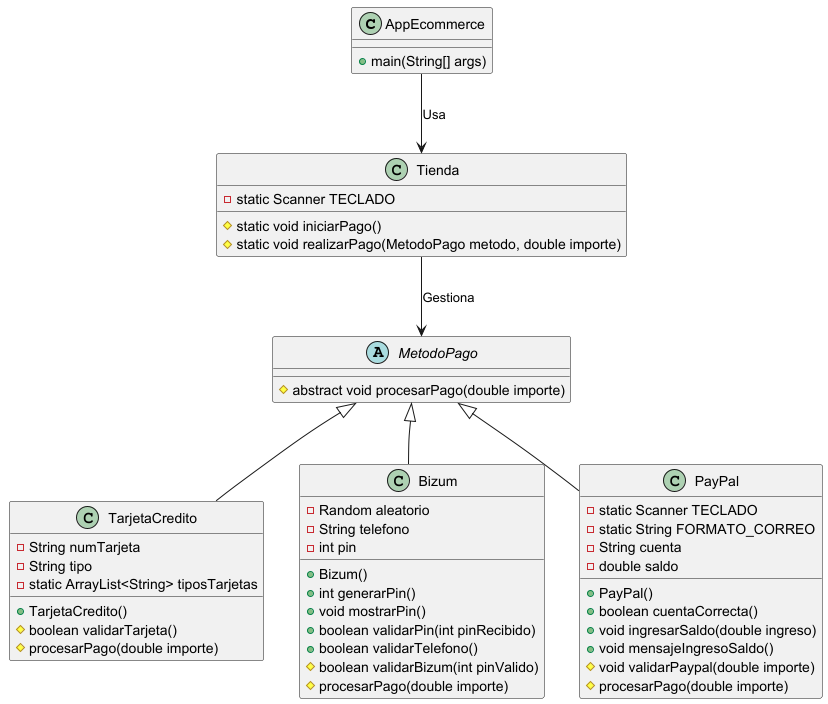 C AppEcommerce
main(String[] args)
Usa
C Tienda
static Scanner TECLADO
static void iniciarPago()
static void realizarPago(MetodoPago metodo, double importe)
Gestiona
A MetodoPago
abstract void procesarPago(double importe)
C TarjetaCredito
String numTarjeta
String tipo
static ArrayList<String> tiposTarjetas
TarjetaCredito()
boolean validarTarjeta()
procesarPago(double importe)
C Bizum
Random aleatorio
String telefono
int pin
Bizum()
int generarPin()
void mostrarPin()
boolean validarPin(int pinRecibido)
boolean validarTelefono()
boolean validarBizum(int pinValido)
procesarPago(double importe)
C PayPal
static Scanner TECLADO
static String FORMATO_CORREO
String cuenta
double saldo
PayPal()
boolean cuentaCorrecta()
void ingresarSaldo(double ingreso)
void mensajeIngresoSaldo()
void validarPaypal(double importe)
procesarPago(double importe)